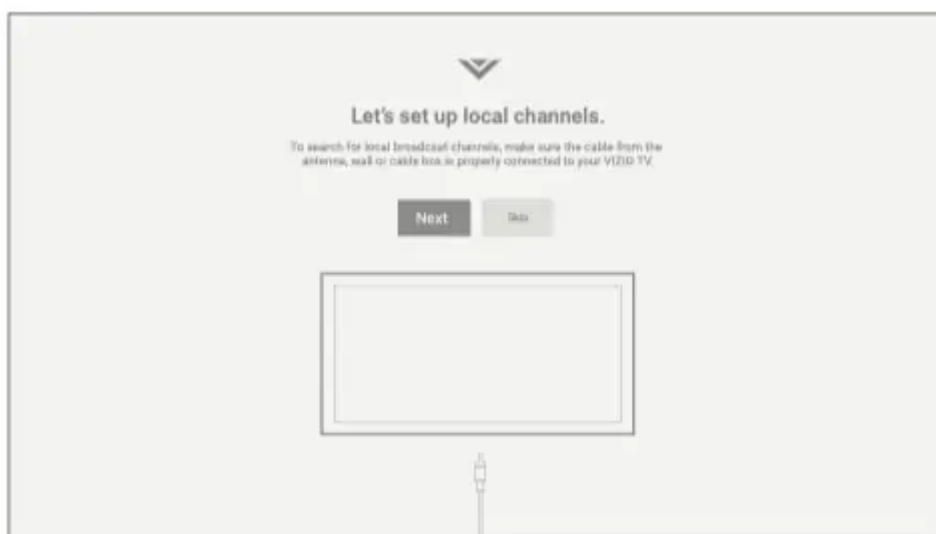 Let's set up local channels.
To search for local broadcast channels, make sure the cable from the
antenna, wall or cable box is properly connected to your VIZIO TV.
Next
Skip